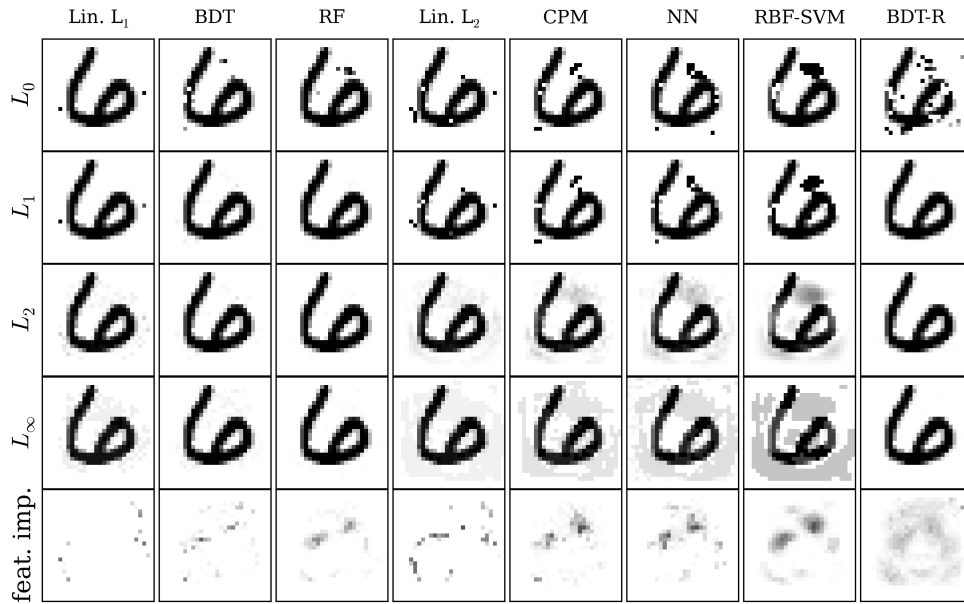 Lin. L₁ BDT RF Lin. L₂ CPM NN RBF-SVM BDT-R
L₀
L₁
L₂
L∞
feat. imp.